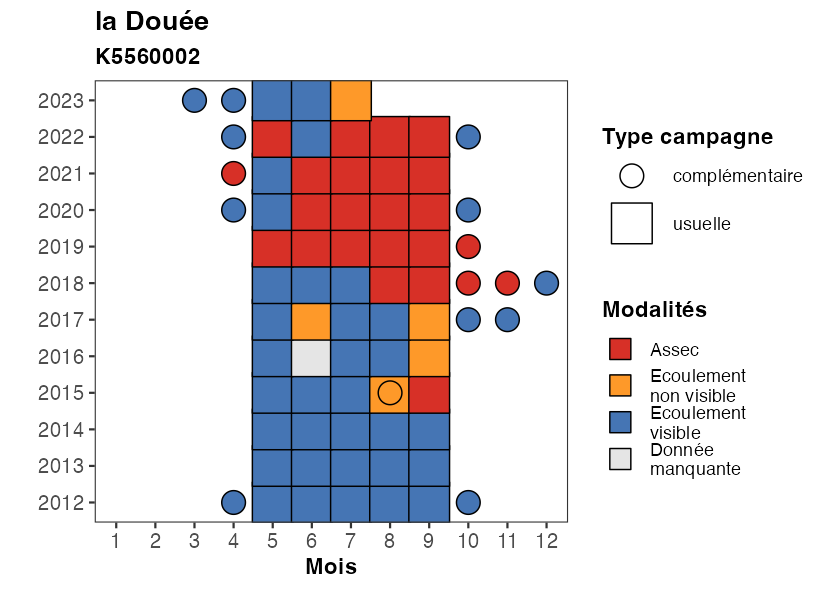 la Douée
K5560002
2023
2022
2021
2020
2019
2018
2017
2016
2015
2014
2013
2012
1 2 3 4 5 6 7 8 9 10 11 12
Mois
Type campagne
complémentaire
usuelle
Modalités
Assec
Ecoulement
non visible
Ecoulement
visible
Donnée
manquante